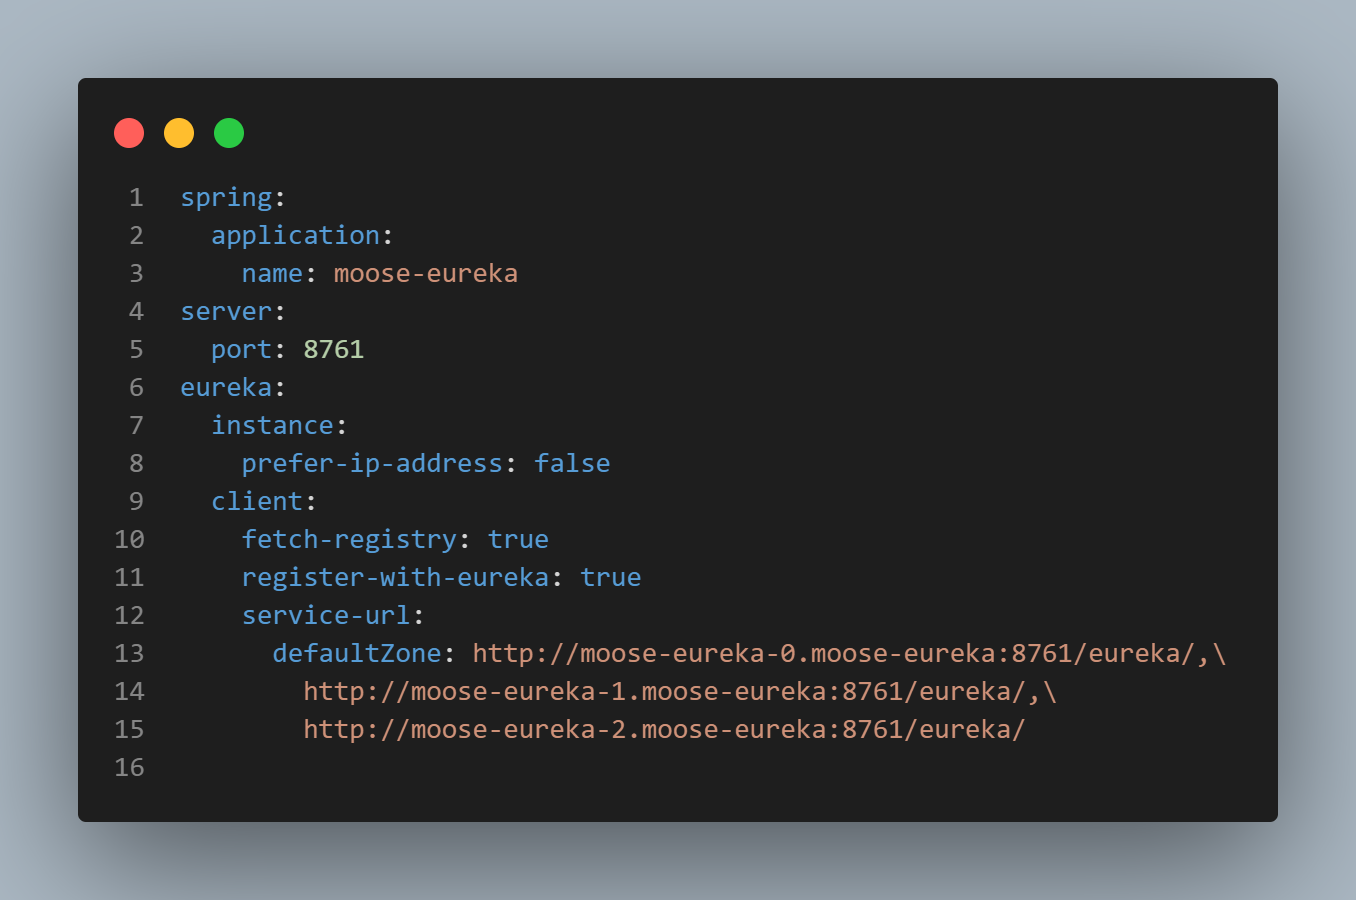 1 spring:
2   application:
3     name: moose-eureka
4 server:
5   port: 8761
6 eureka:
7   instance:
8     prefer-ip-address: false
9   client:
10     fetch-registry: true
11     register-with-eureka: true
12     service-url:
13       defaultZone: http://moose-eureka-0.moose-eureka:8761/eureka/,\
14         http://moose-eureka-1.moose-eureka:8761/eureka/,\
15         http://moose-eureka-2.moose-eureka:8761/eureka/
16